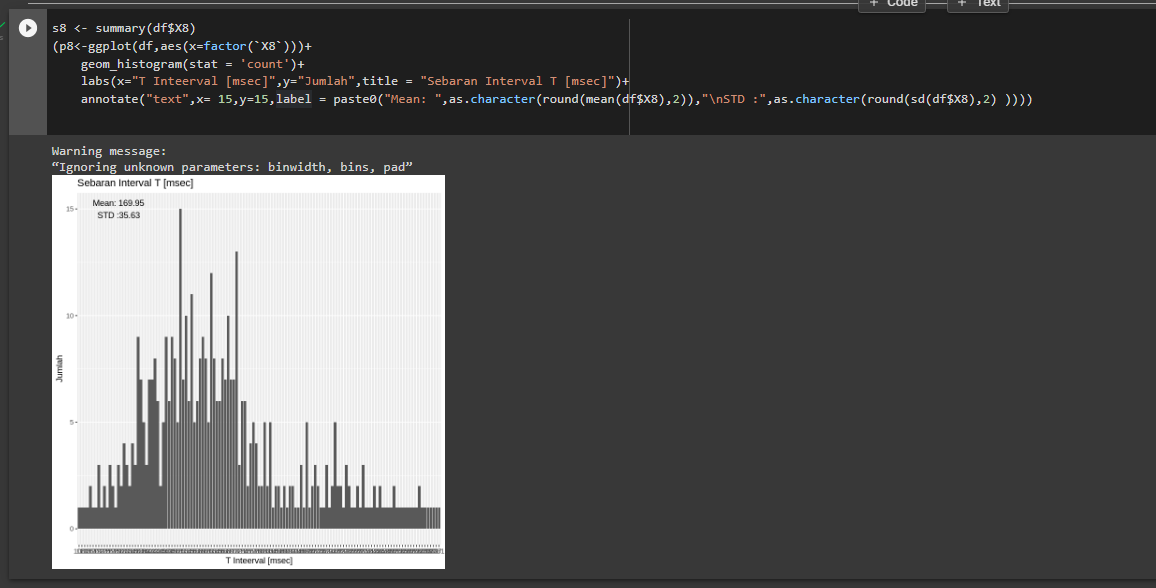 + Code
+ Text
s8 <- summary(df$X8)
(p8<-ggplot(df,aes(x=factor(`X8`)))+
geom_histogram(stat = 'count')+
labs(x="T Inteerval [msec]",y="Jumlah",title = "Sebaran Interval T [msec]")+
annotate("text",x= 15,y=15,label = paste0("Mean: ",as.character(round(mean(df$X8),2)),"\nSTD :",as.character(round(sd(df$X8),2) ))))
Warning message:
“Ignoring unknown parameters: binwidth, bins, pad”
Sebaran Interval T [msec]
Mean: 169.95
STD :35.63
15
10
Jumlah
5
0
T Inteerval [msec]